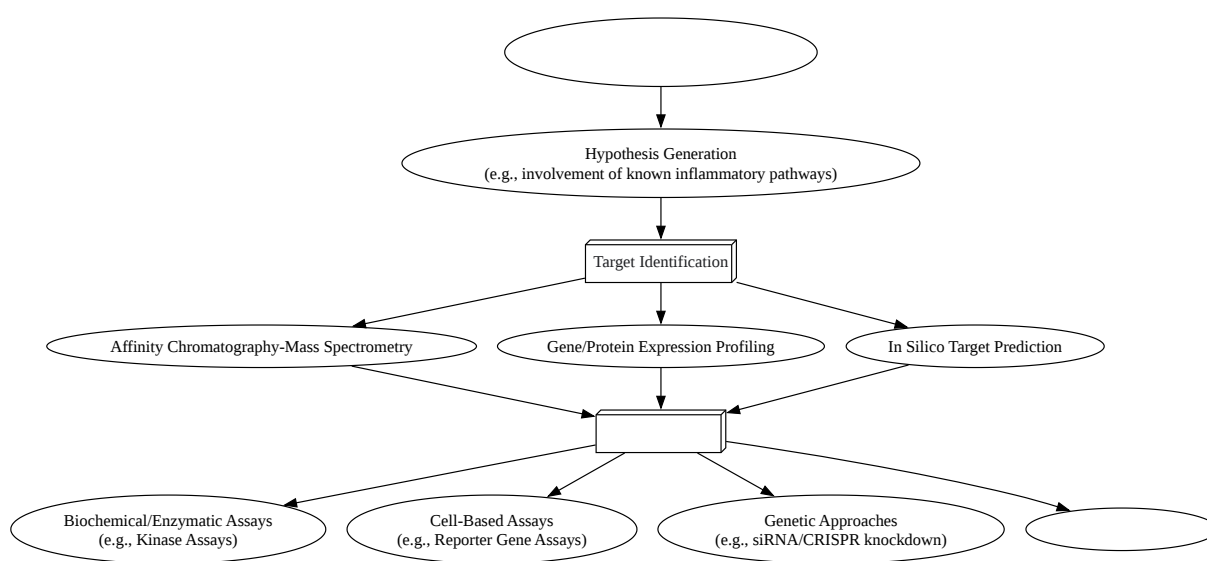 Hypothesis Generation
(e.g., involvement of known inflammatory pathways)
Target Identification
Affinity Chromatography-Mass Spectrometry
Gene/Protein Expression Profiling
In Silico Target Prediction
Biochemical/Enzymatic Assays
(e.g., Kinase Assays)
Cell-Based Assays
(e.g., Reporter Gene Assays)
Genetic Approaches
(e.g., siRNA/CRISPR knockdown)